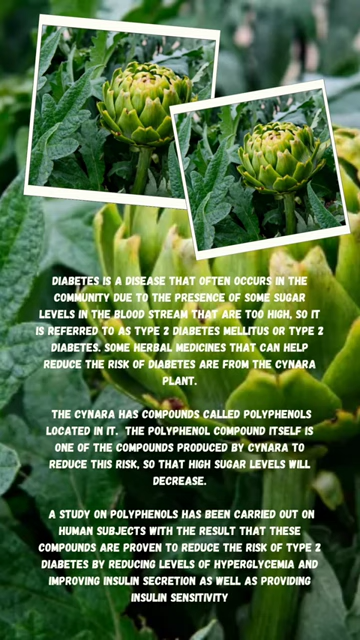 DIABETES IS A DISEASE THAT OFTEN OCCURS IN THE
COMMUNITY DUE TO THE PRESENCE OF SOME SUGAR
LEVELS IN THE BLOOD STREAM THAT ARE TOO HIGH, SO IT
IS REFERRED TO AS TYPE 2 DIABETES MELLITUS OR TYPE 2
DIABETES. SOME HERBAL MEDICINES THAT CAN HELP
REDUCE THE RISK OF DIABETES ARE FROM THE CYNARA
PLANT.
THE CYNARA HAS COMPOUNDS CALLED POLYPHENOLS
LOCATED IN IT. THE POLYPHENOL COMPOUND ITSELF IS
ONE OF THE COMPOUNDS PRODUCED BY CYNARA TO
REDUCE THIS RISK, SO THAT HIGH SUGAR LEVELS WILL
DECREASE.
A STUDY ON POLYPHENOLS HAS BEEN CARRIED OUT ON
HUMAN SUBJECTS WITH THE RESULT THAT THESE
COMPOUNDS ARE PROVEN TO REDUCE THE RISK OF TYPE 2
DIABETES BY REDUCING LEVELS OF HYPERGLYCEMIA AND
IMPROVING INSULIN SECRETION AS WELL AS PROVIDING
INSULIN SENSITIVITY